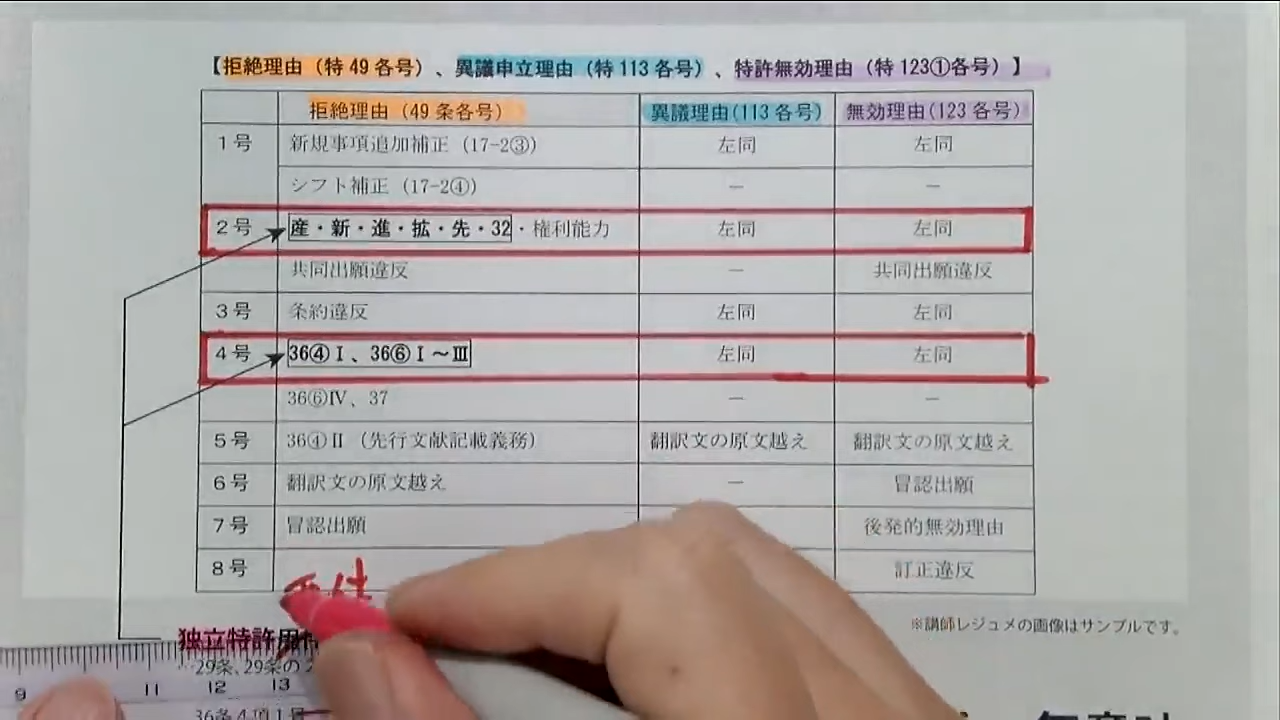 【拒絶理由（特49各号）、異議申立理由（特113各号）、特許無効理由（特123①各号）】
拒絶理由（49条各号） 異議理由(113各号) 無効理由(123各号)
1号 新規事項追加補正（17-2③） 左同 左同
シフト補正（17-2④） － －
2号 産・新・進・拡・先・32・権利能力 左同 左同
共同出願違反 － 共同出願違反
3号 条約違反 左同 左同
4号 36④Ⅰ、36⑥Ⅰ～Ⅲ 左同 左同
36⑥Ⅳ、37 － －
5号 36④Ⅱ（先行文献記載義務） 翻訳文の原文越え 翻訳文の原文越え
6号 翻訳文の原文越え － 冒認出願
7号 冒認出願 後発的無効理由
8号 訂正違反
※講師レジュメの画像はサンプルです。
独立特許
29条、29条の
9 11 12 13
36条4項1号